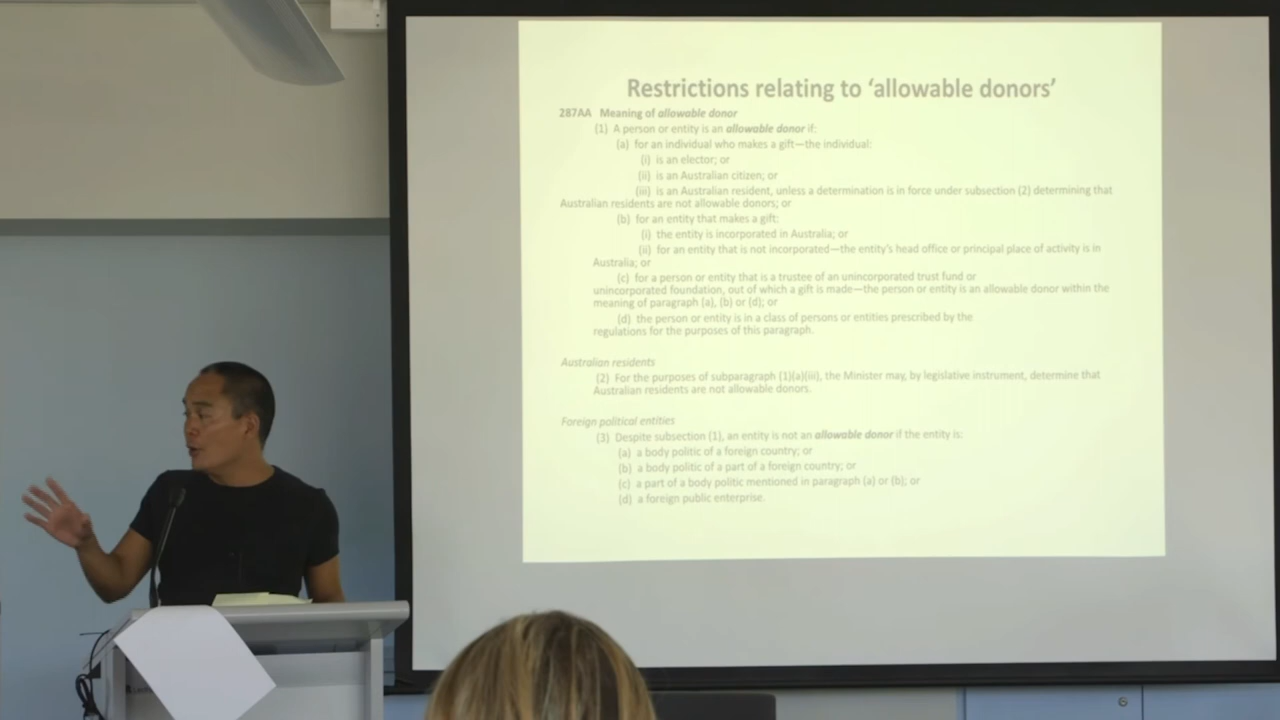 Restrictions relating to ‘allowable donors’
287AA Meaning of allowable donor
(1) A person or entity is an allowable donor if:
(a) for an individual who makes a gift—the individual:
(i) is an elector; or
(ii) is an Australian citizen; or
(iii) is an Australian resident, unless a determination is in force under subsection (2) determining that
Australian residents are not allowable donors; or
(b) for an entity that makes a gift:
(i) the entity is incorporated in Australia; or
(ii) for an entity that is not incorporated—the entity's head office or principal place of activity is in
Australia; or
(c) for a person or entity that is a trustee of an unincorporated trust fund or
unincorporated foundation, out of which a gift is made—the person or entity is an allowable donor within the
meaning of paragraph (a), (b) or (d); or
(d) the person or entity is in a class of persons or entities prescribed by the
regulations for the purposes of this paragraph.
Australian residents
(2) For the purposes of subparagraph (1)(a)(iii), the Minister may, by legislative instrument, determine that
Australian residents are not allowable donors.
Foreign political entities
(3) Despite subsection (1), an entity is not an allowable donor if the entity is:
(a) a body politic of a foreign country; or
(b) a body politic of a part of a foreign country; or
(c) a part of a body politic mentioned in paragraph (a) or (b); or
(d) a foreign public enterprise.